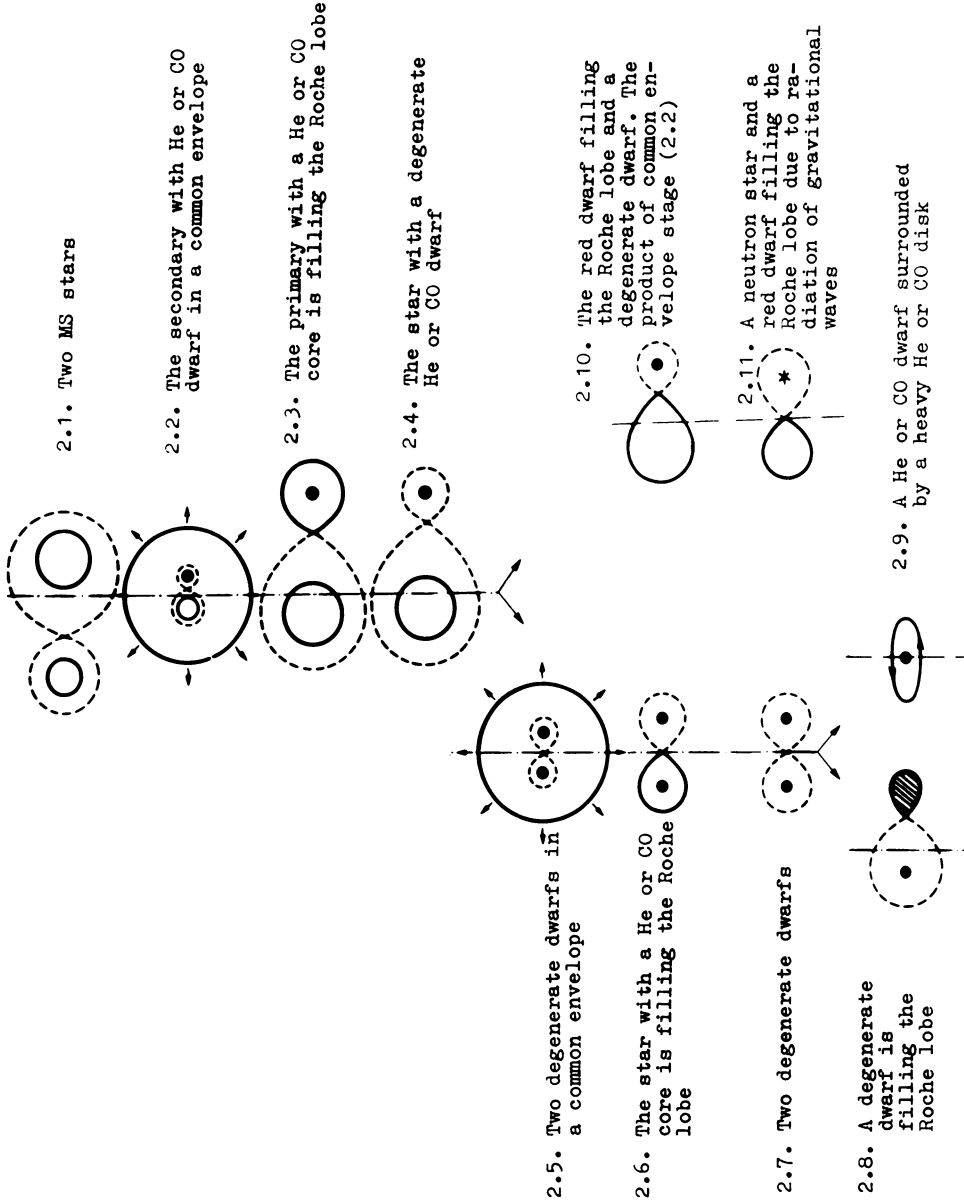 2.1. Two MS stars
2.2. The secondary with He or CO
dwarf in a common envelope
2.3. The primary with a He or CO
core is filling the Roche lobe
2.4. The star with a degenerate
He or CO dwarf
2.5. Two degenerate dwarfs in
a common envelope
2.6. The star with a He or CO
core is filling the Roche
lobe
2.7. Two degenerate dwarfs
2.8. A degenerate
dwarf is
filling the
Roche lobe
2.9. A He or CO dwarf surrounded
by a heavy He or CO disk
2.10. The red dwarf filling
the Roche lobe and a
degenerate dwarf. The
product of common en-
velope stage (2.2)
2.11. A neutron star and a
red dwarf filling the
Roche lobe due to ra-
diation of gravitational
waves